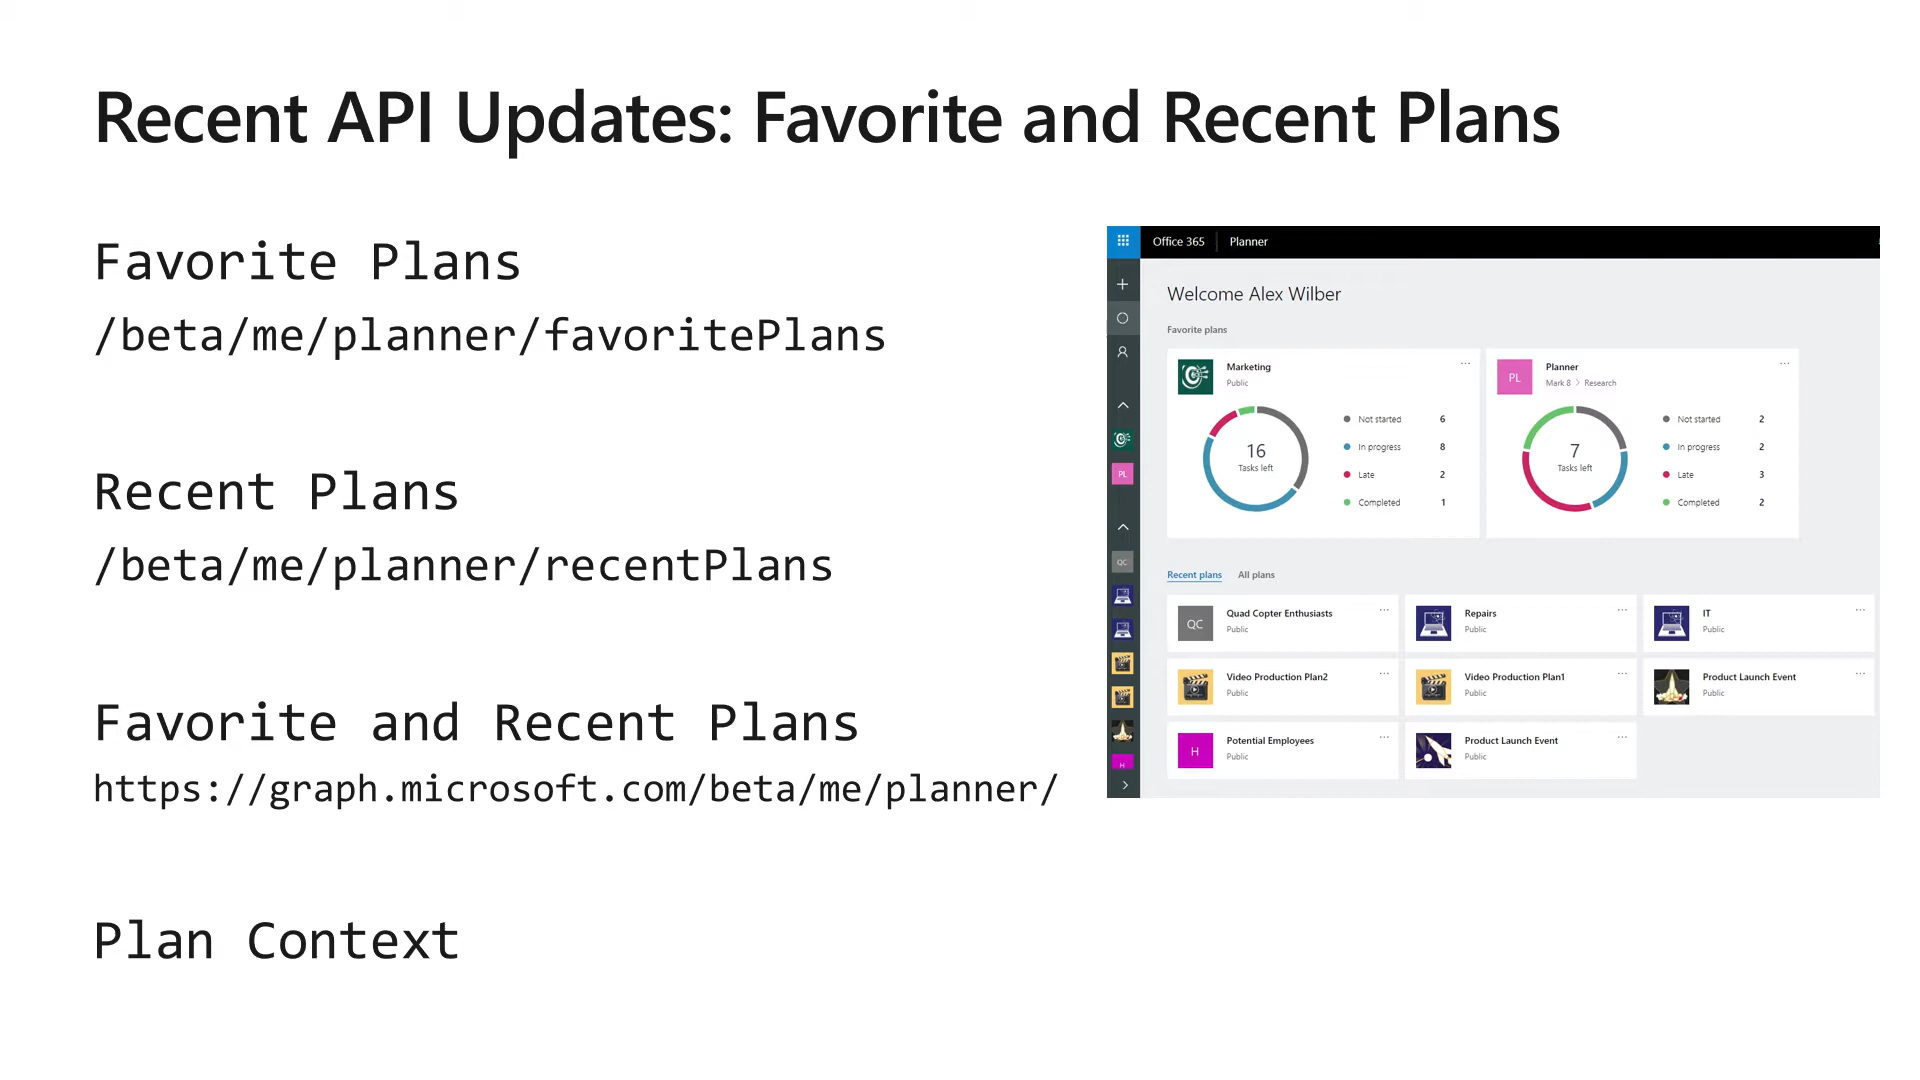 Recent API Updates: Favorite and Recent Plans
Favorite Plans
/beta/me/planner/favoritePlans
Recent Plans
/beta/me/planner/recentPlans
Favorite and Recent Plans
https://graph.microsoft.com/beta/me/planner/
Plan Context
Office 365 Planner
Welcome Alex Wilber
Favorite plans
Marketing
Public
16
Tasks left
Not started 6
In progress 8
Late 2
Completed 1
PL
Planner
Mark 8 > Research
7
Tasks left
Not started 2
In progress 2
Late 3
Completed 2
Recent plans All plans
QC
Quad Copter Enthusiasts
Public
Repairs
Public
IT
Public
Video Production Plan2
Public
Video Production Plan1
Public
Product Launch Event
Public
H
Potential Employees
Public
Product Launch Event
Public
PL
QC
H